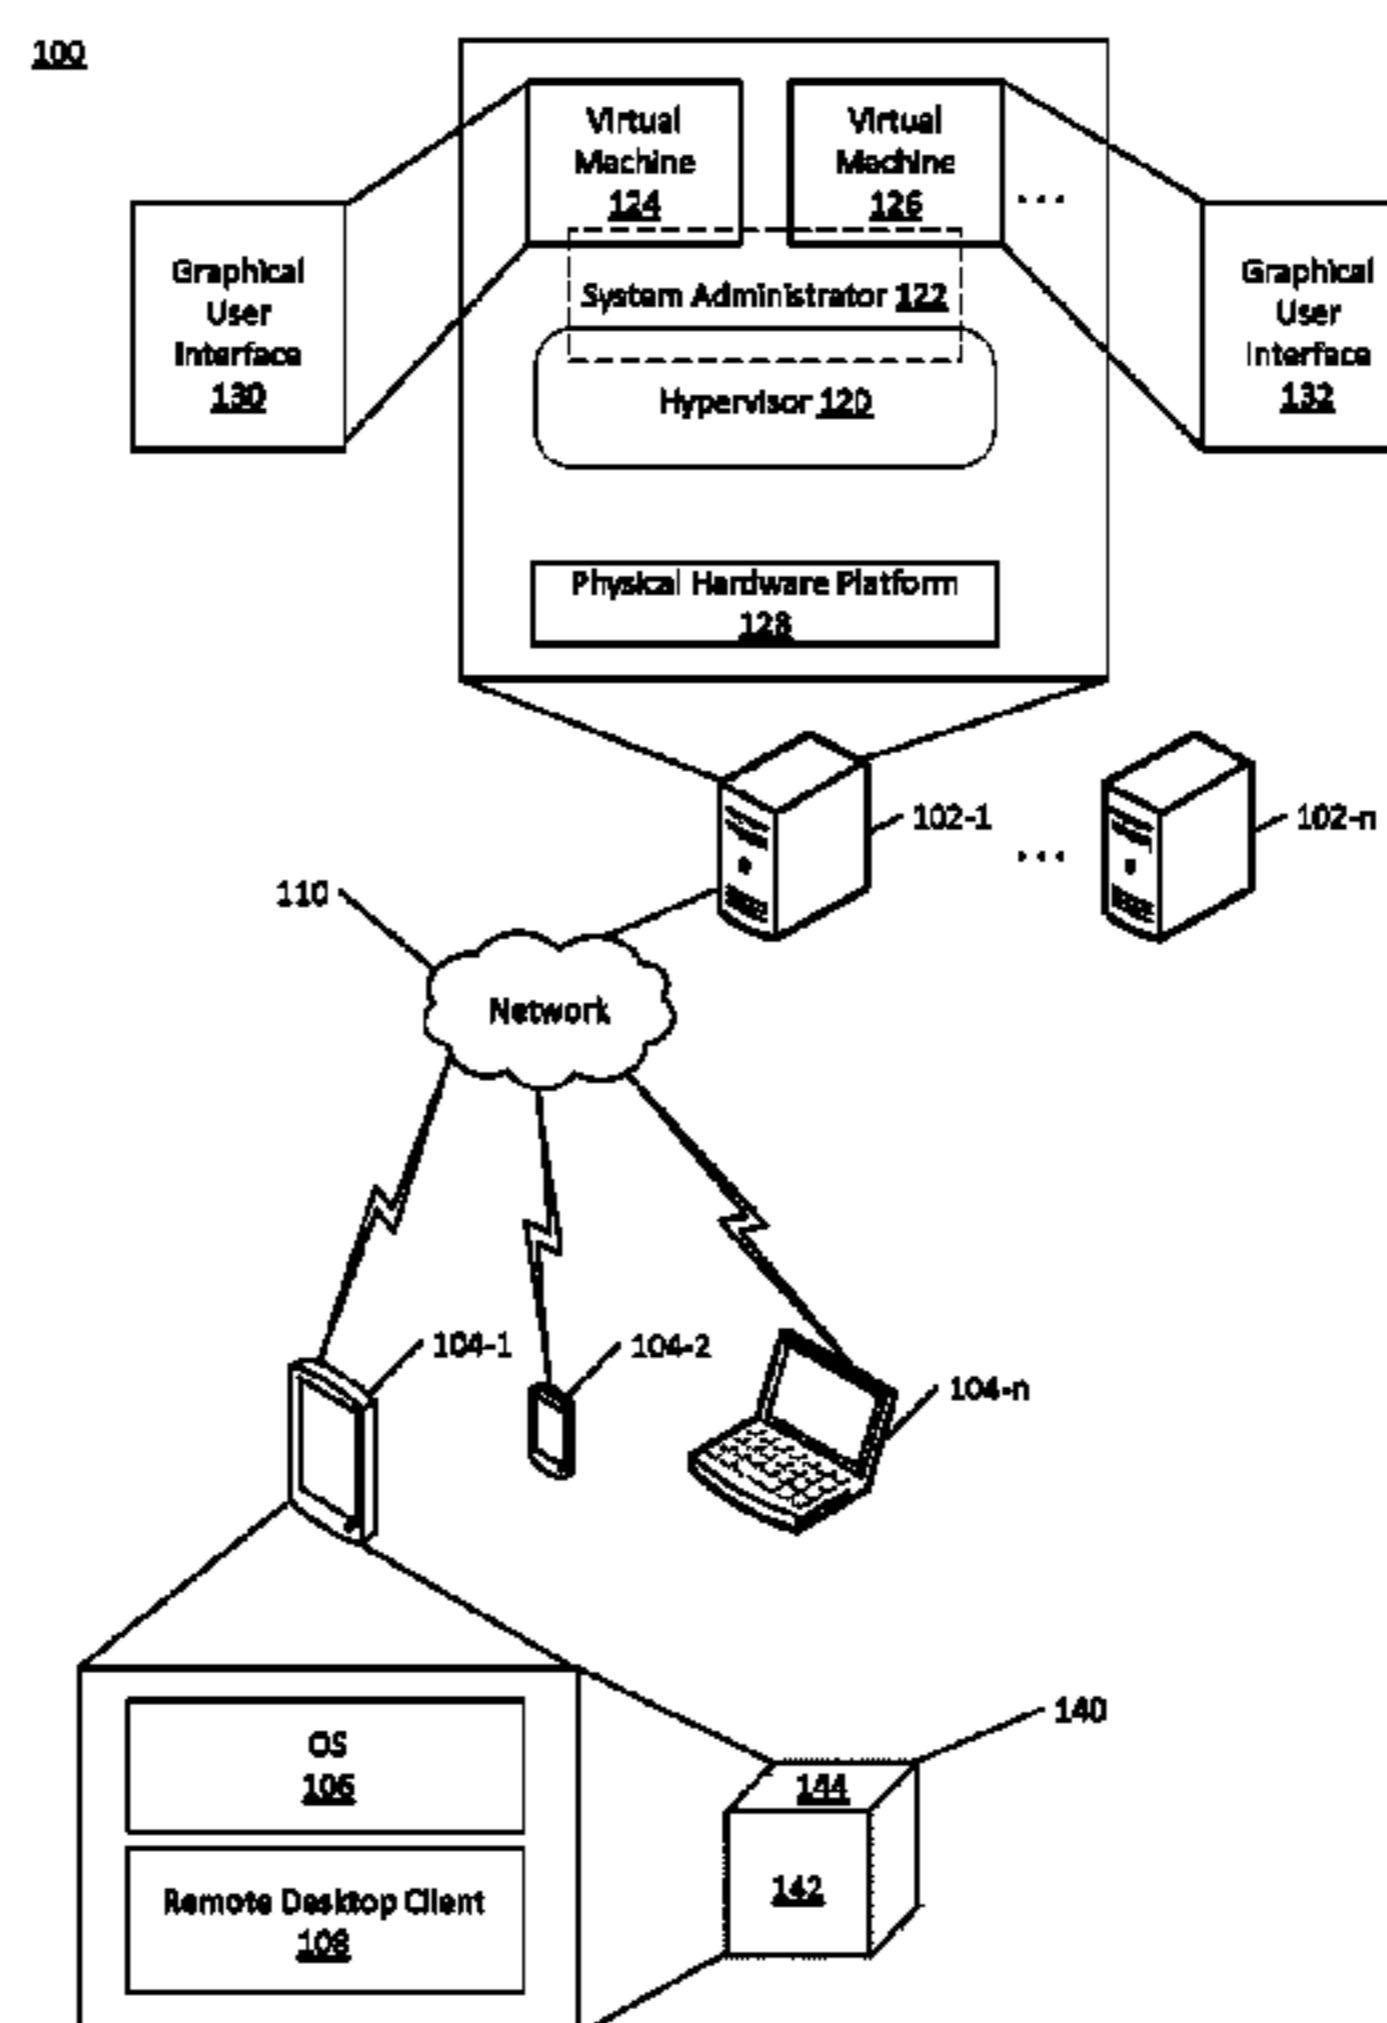 100
Virtual
Machine
124
Virtual
Machine
126
...
Graphical
User
Interface
130
System Administrator 122
Graphical
User
Interface
132
Hypervisor 120
Physical Hardware Platform
128
102-1
...
102-n
110
Network
104-1
104-2
104-n
OS
106
140
144
Remote Desktop Client
108
142